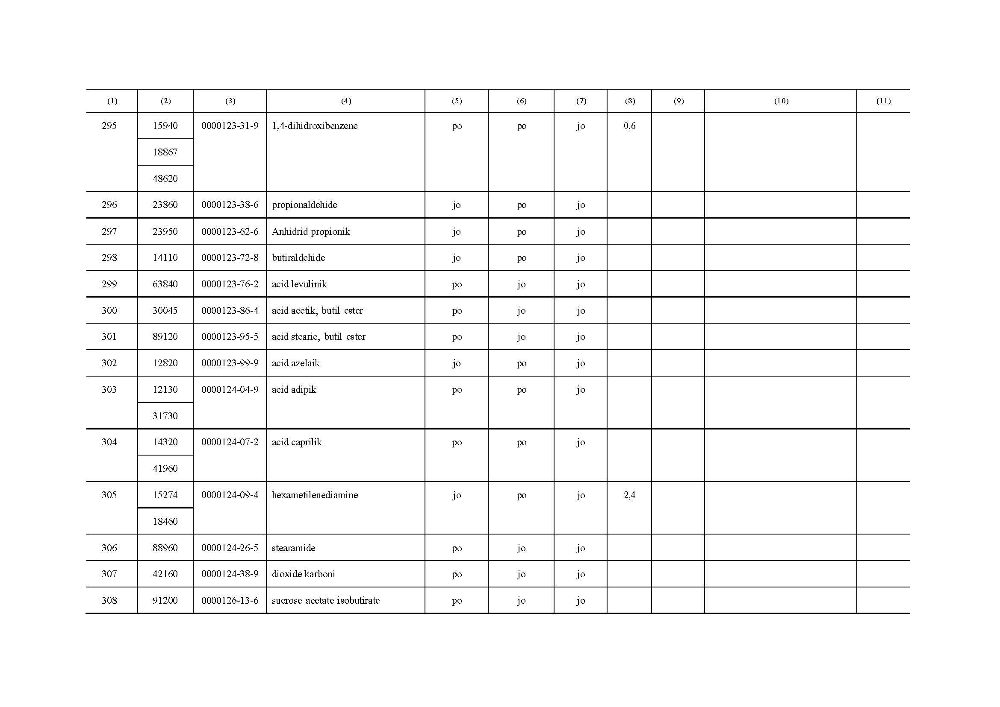 (1) (2) (3) (4) (5) (6) (7) (8) (9) (10) (11)
295 15940 0000123-31-9 1,4-dihidroxibenzene po po jo 0,6
18867
48620
296 23860 0000123-38-6 propionaldehide jo po jo
297 23950 0000123-62-6 Anhidrid propionik jo po jo
298 14110 0000123-72-8 butiraldehide jo po jo
299 63840 0000123-76-2 acid levulinik po jo jo
300 30045 0000123-86-4 acid acetik, butil ester po jo jo
301 89120 0000123-95-5 acid stearic, butil ester po jo jo
302 12820 0000123-99-9 acid azelaik jo po jo
303 12130 0000124-04-9 acid adipik po po jo
31730
304 14320 0000124-07-2 acid caprilik po po jo
41960
305 15274 0000124-09-4 hexametilenediamine jo po jo 2,4
18460
306 88960 0000124-26-5 stearamide po jo jo
307 42160 0000124-38-9 dioxide karboni po jo jo
308 91200 0000126-13-6 sucrose acetate isobutirate po jo jo